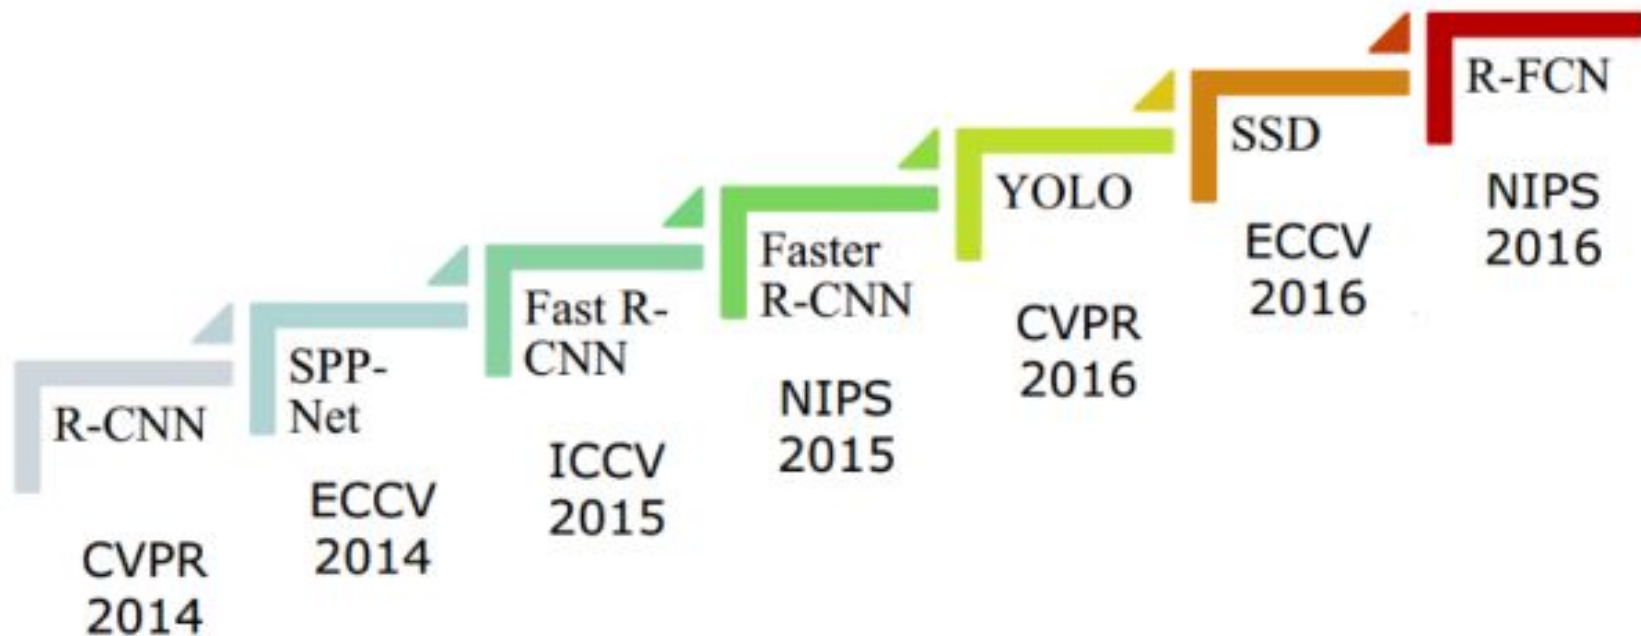 R-CNN
CVPR
2014
SPP-
Net
ECCV
2014
Fast R-
CNN
ICCV
2015
Faster
R-CNN
NIPS
2015
YOLO
CVPR
2016
SSD
ECCV
2016
R-FCN
NIPS
2016